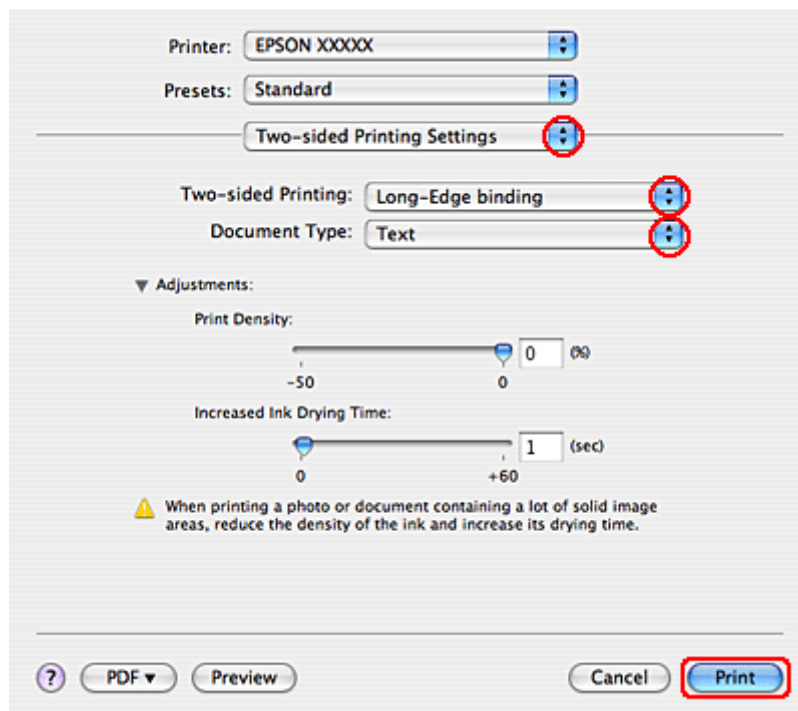 Printer: EPSON XXXXX
Presets: Standard
Two-sided Printing Settings
Two-sided Printing: Long-Edge binding
Document Type: Text
▼ Adjustments:
Print Density:
0 (%)
-50 0
Increased Ink Drying Time:
1 (sec)
0 +60
When printing a photo or document containing a lot of solid image
areas, reduce the density of the ink and increase its drying time.
? PDF ▼ Preview Cancel Print